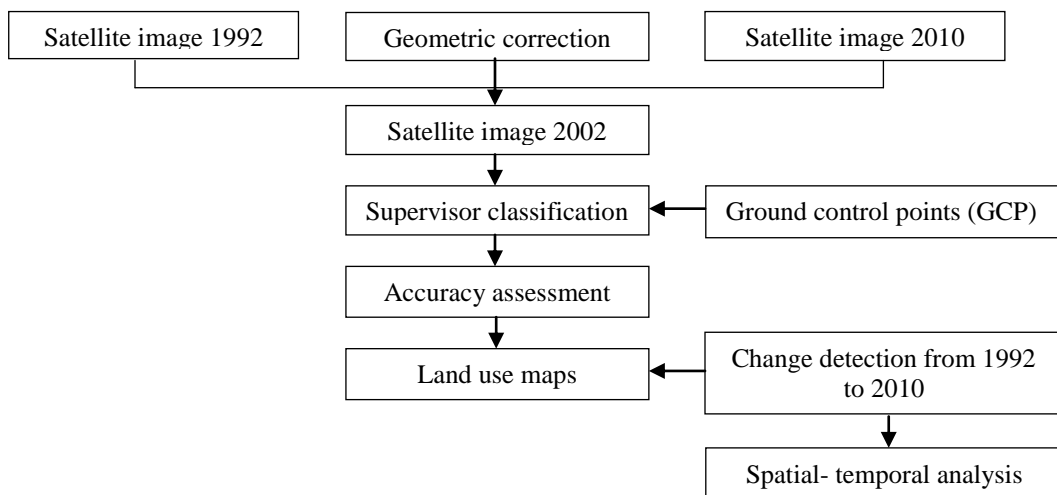 Satellite image 1992
Geometric correction
Satellite image 2010
Satellite image 2002
Supervisor classification
Ground control points (GCP)
Accuracy assessment
Land use maps
Change detection from 1992
to 2010
Spatial- temporal analysis